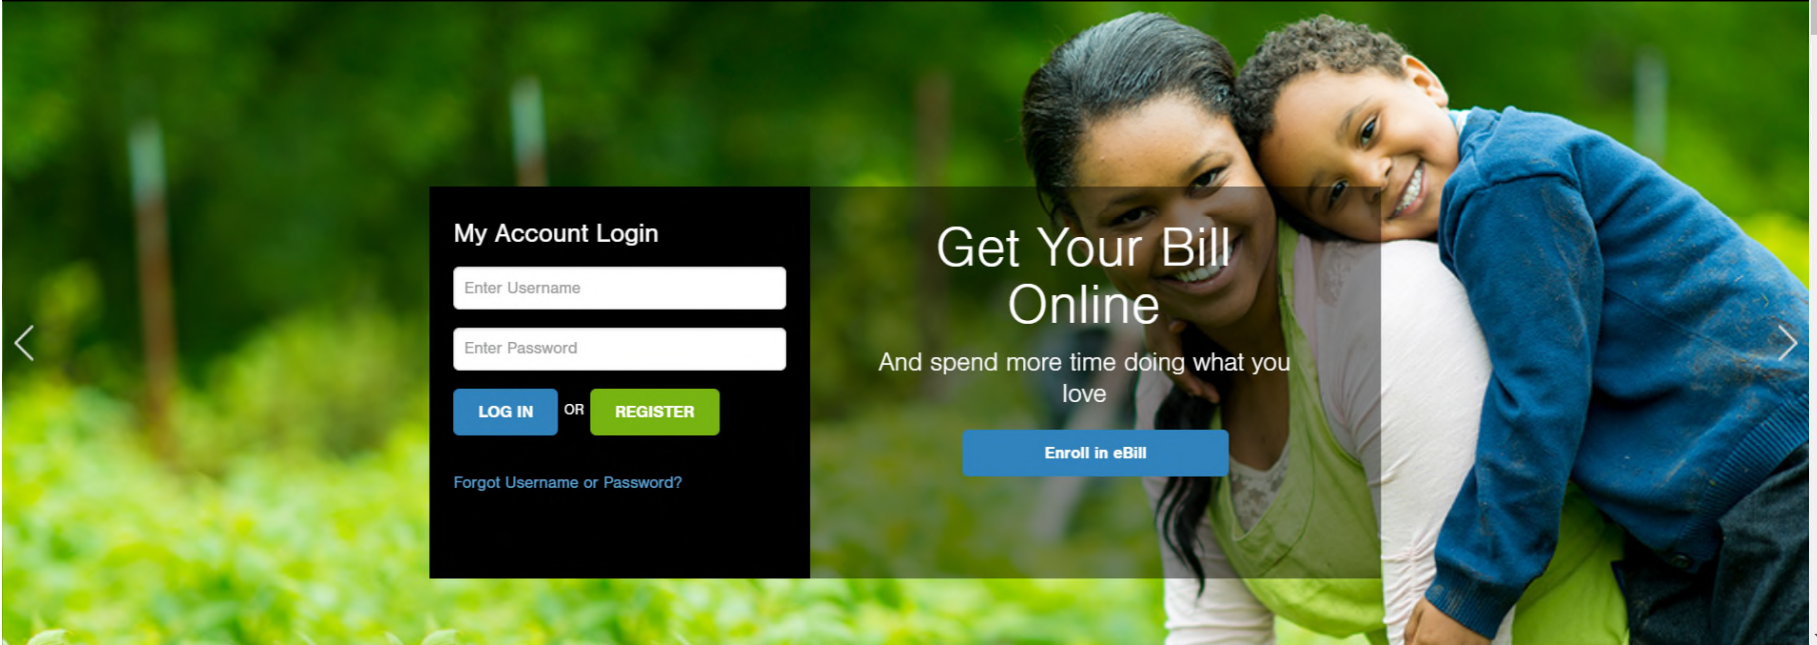 My Account Login
Enter Username
Enter Password
LOG IN OR REGISTER
Forgot Username or Password?
Get Your Bill
Online
And spend more time doing what you
love
Enroll in eBill